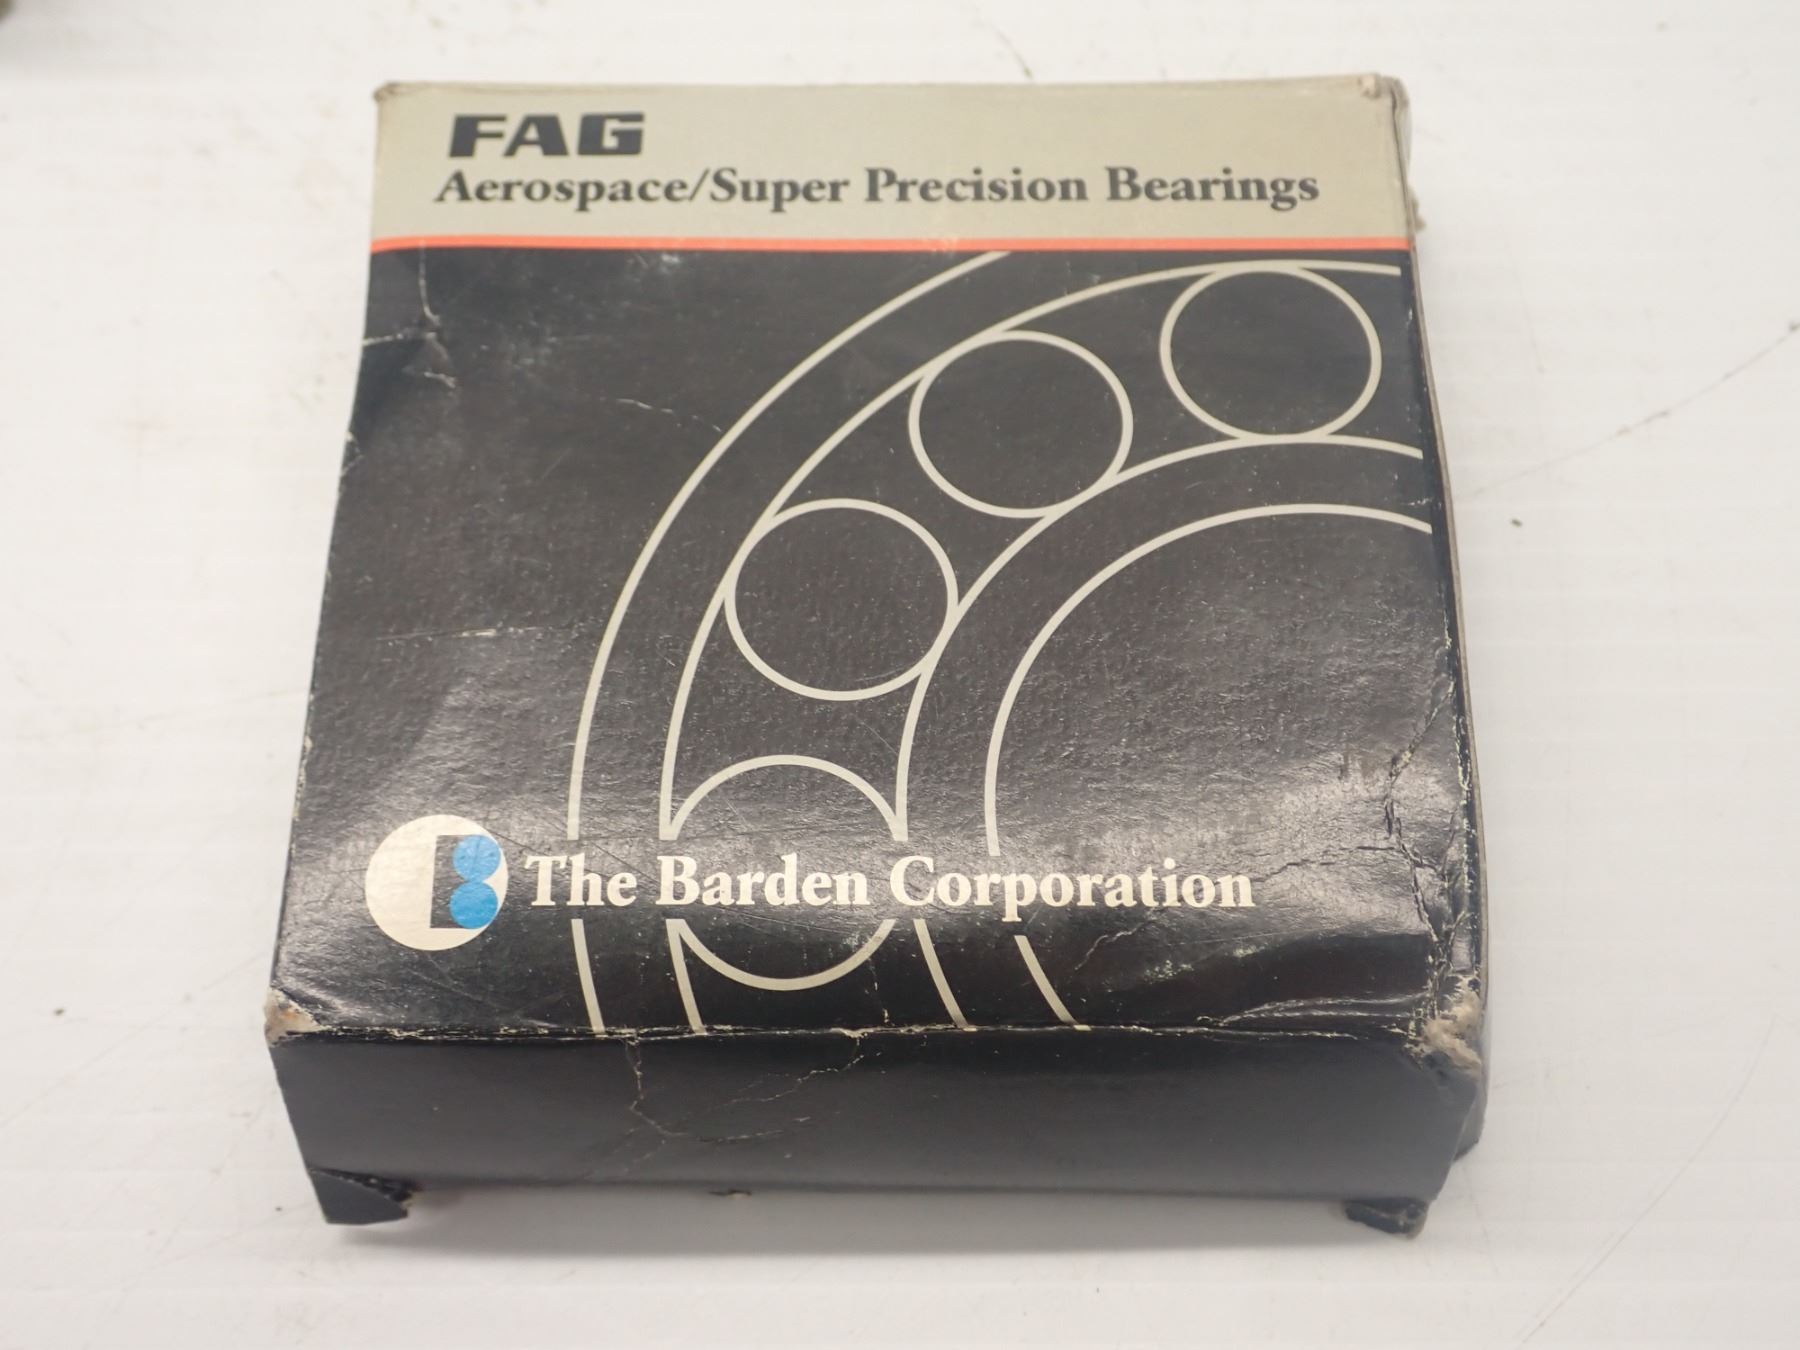 FAG
Aerospace/Super Precision Bearings
The Barden Corporation